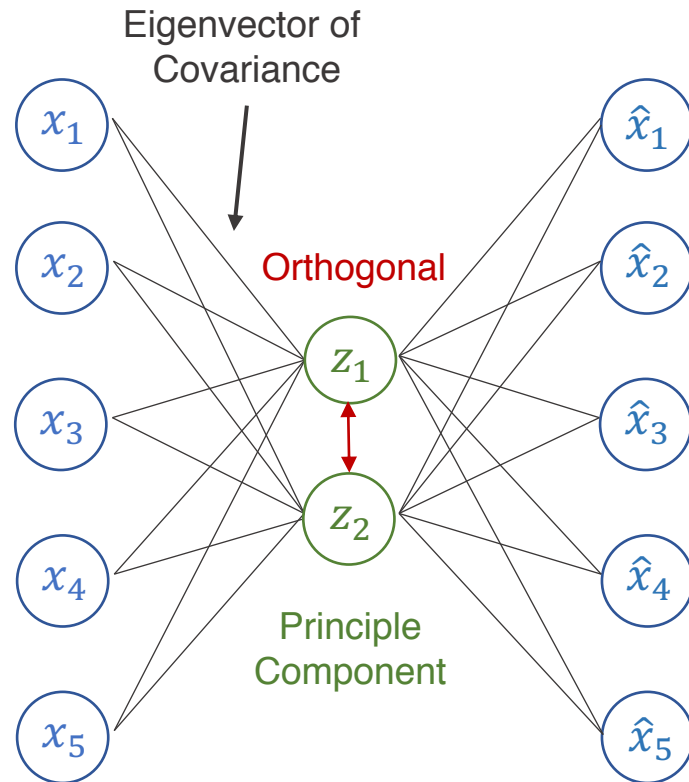 Eigenvector of
Covariance
x₁
x₂
x₃
x₄
x₅
Orthogonal
z₁
z₂
Principle
Component
x̂₁
x̂₂
x̂₃
x̂₄
x̂₅